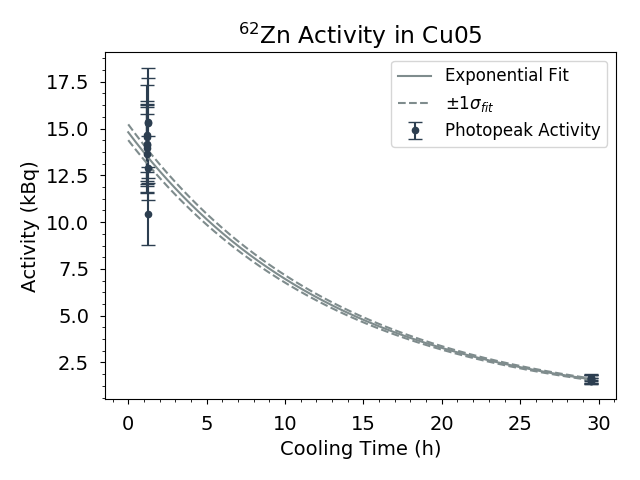 ⁶²Zn Activity in Cu05
Exponential Fit
±1σ_fit
Photopeak Activity
Activity (kBq)
17.5
15.0
12.5
10.0
7.5
5.0
2.5
0 5 10 15 20 25 30
Cooling Time (h)